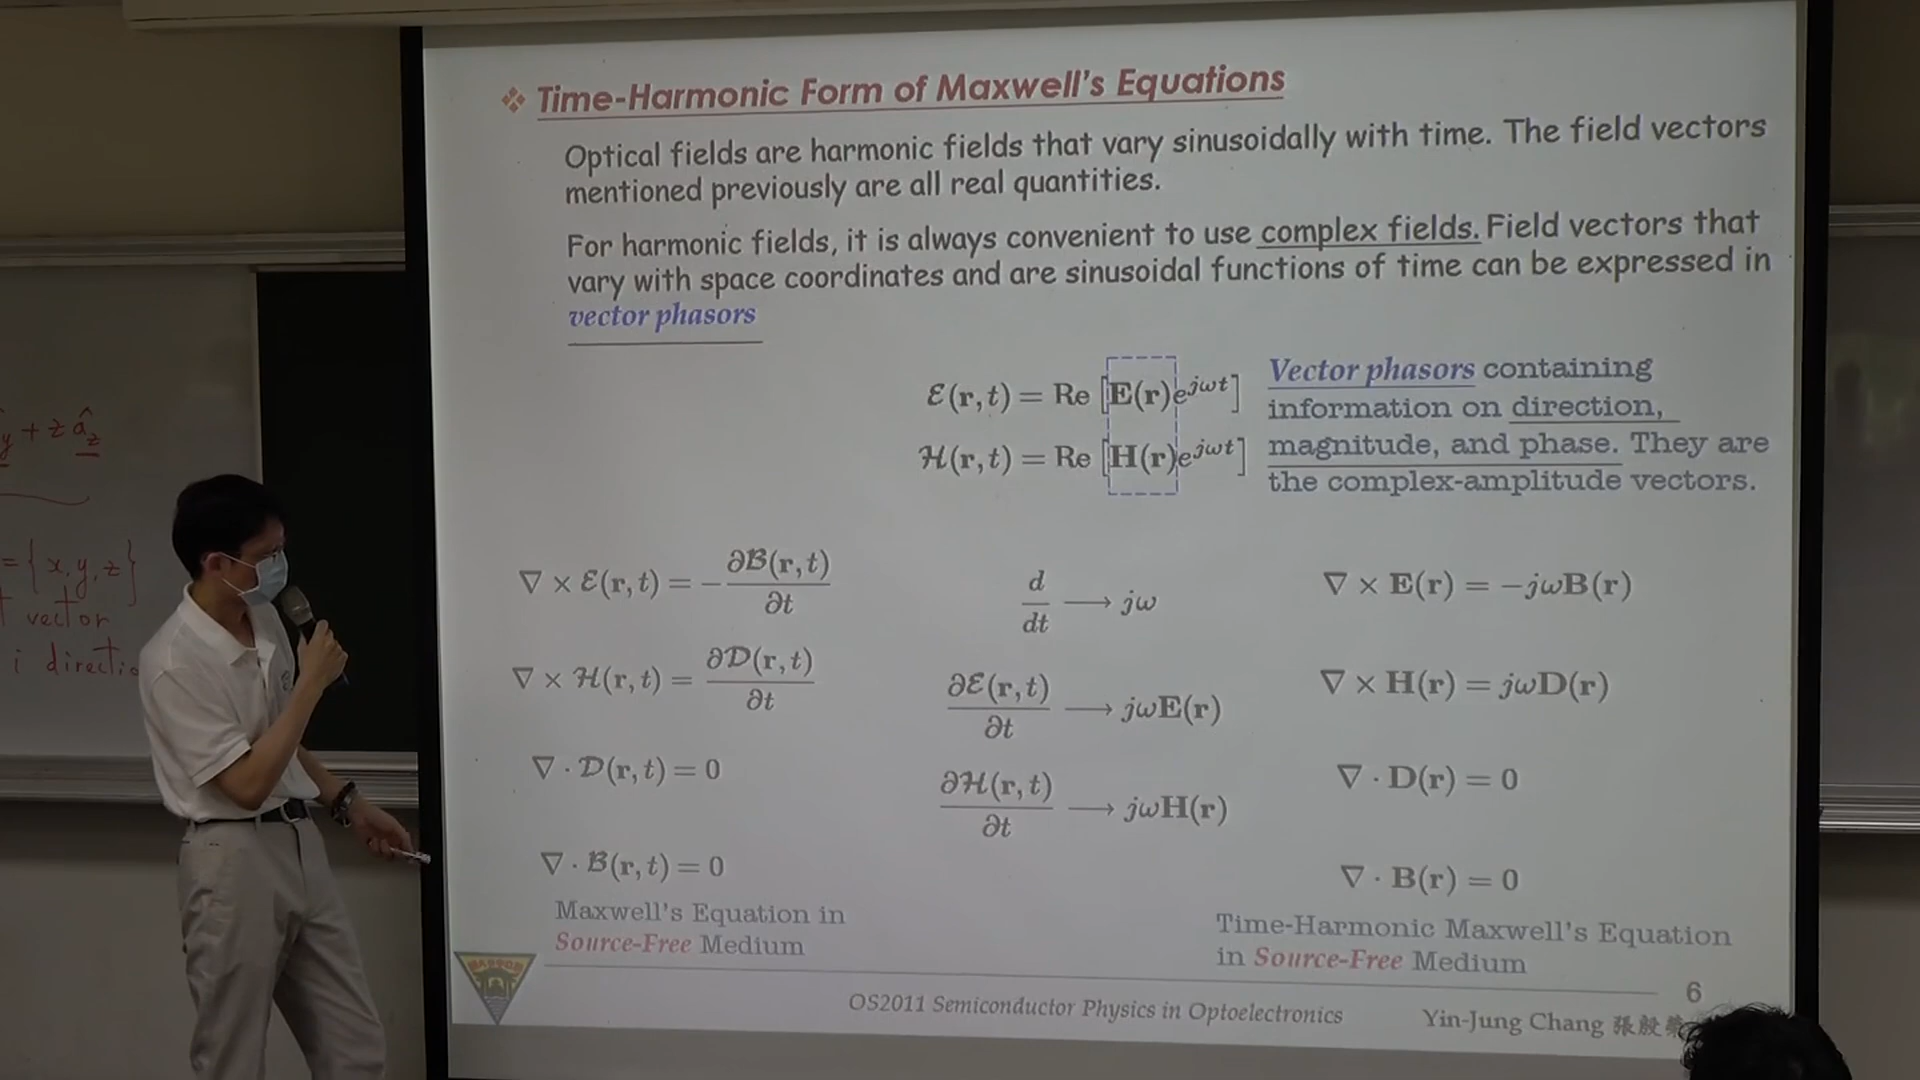 ❖ Time-Harmonic Form of Maxwell's Equations
Optical fields are harmonic fields that vary sinusoidally with time. The field vectors
mentioned previously are all real quantities.
For harmonic fields, it is always convenient to use complex fields. Field vectors that
vary with space coordinates and are sinusoidal functions of time can be expressed in
vector phasors
ℰ(r,t) = Re [E(r)e^{jωt}]
ℋ(r,t) = Re [H(r)e^{jωt}]
Vector phasors containing
information on direction,
magnitude, and phase. They are
the complex-amplitude vectors.
∇ × ℰ(r,t) = −∂ℬ(r,t)/∂t
∇ × ℋ(r,t) = ∂𝒟(r,t)/∂t
∇ · 𝒟(r,t) = 0
∇ · ℬ(r,t) = 0
Maxwell's Equation in
Source-Free Medium
d/dt ⟶ jω
∂ℰ(r,t)/∂t ⟶ jωE(r)
∂ℋ(r,t)/∂t ⟶ jωH(r)
∇ × E(r) = −jωB(r)
∇ × H(r) = jωD(r)
∇ · D(r) = 0
∇ · B(r) = 0
Time-Harmonic Maxwell's Equation
in Source-Free Medium
6
OS2011 Semiconductor Physics in Optoelectronics
Yin-Jung Chang 張殷
y + z â_z
= {x, y, z}
vector
i directio